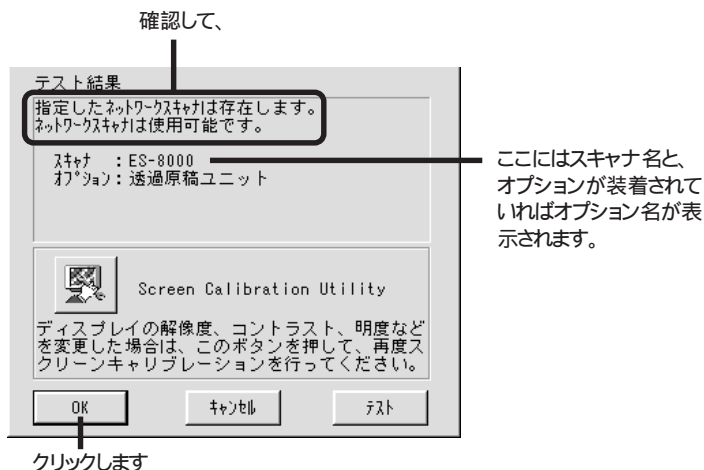 確認して、
テスト結果
指定したﾈｯﾄﾜｰｸｽｷｬﾅは存在します。
ﾈｯﾄﾜｰｸｽｷｬﾅは使用可能です。
ｽｷｬﾅ :ES-8000
ｵﾌﾟｼｮﾝ:透過原稿ユニット
ここにはスキャナ名と、
オプションが装着されて
いればオプション名が表
示されます。
Screen Calibration Utility
ディスプレイの解像度、コントラスト、明度など
を変更した場合は、このボタンを押して、再度ス
クリーンキャリブレーションを行ってください。
OK
ｷｬﾝｾﾙ
ﾃｽﾄ
クリックします